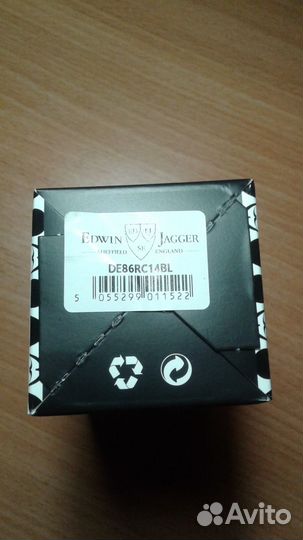 EDWIN JAGGER
SHEFFIELD ENGLAND
DE86RC14BL
5 055299 011522
Avito